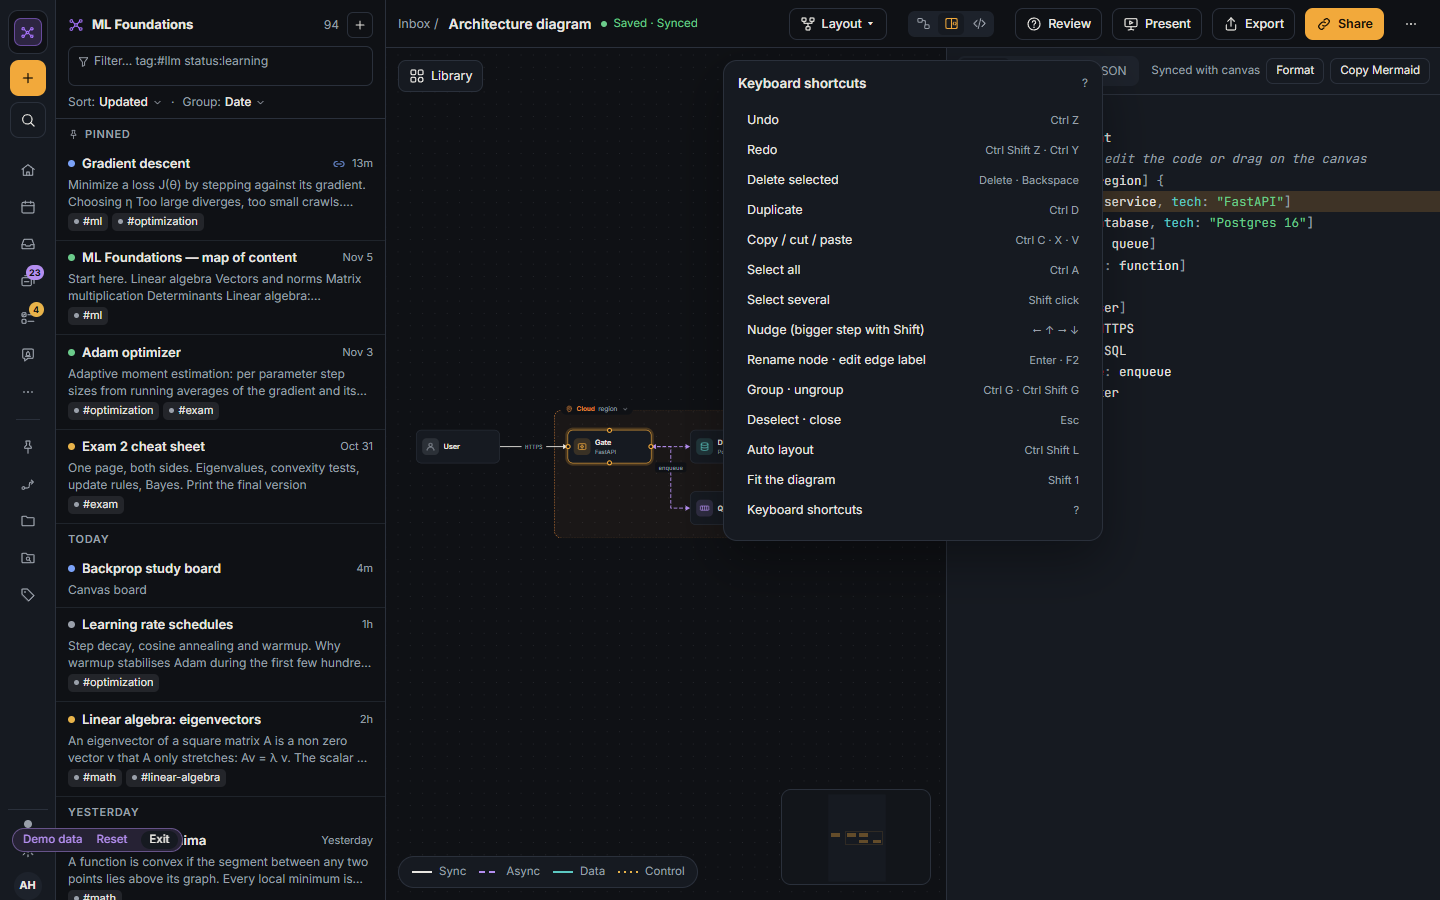 ML Foundations 94 +
Filter... tag:#llm status:learning
Sort: Updated · Group: Date
PINNED
Gradient descent 13m
Minimize a loss J(θ) by stepping against its gradient.
Choosing η Too large diverges, too small crawls....
#ml #optimization
ML Foundations — map of content Nov 5
Start here. Linear algebra Vectors and norms Matrix
multiplication Determinants Linear algebra:...
#ml
Adam optimizer Nov 3
Adaptive moment estimation: per parameter step
sizes from running averages of the gradient and its...
#optimization #exam
Exam 2 cheat sheet Oct 31
One page, both sides. Eigenvalues, convexity tests,
update rules, Bayes. Print the final version
#exam
TODAY
Backprop study board 4m
Canvas board
Learning rate schedules 1h
Step decay, cosine annealing and warmup. Why
warmup stabilises Adam during the first few hundre...
#optimization
Linear algebra: eigenvectors 2h
An eigenvector of a square matrix A is a non zero
vector v that A only stretches: Av = λ v. The scalar ...
#math #linear-algebra
YESTERDAY
ima Yesterday
A function is convex if the segment between any two
points lies above its graph. Every local minimum is...
#math
23
4
Demo data Reset Exit
AH
Inbox / Architecture diagram Saved · Synced
Layout Review Present Export Share ...
Library
Cloud region
User
HTTPS
Gate
FastAPI
enqueue
Sync Async Data Control
Keyboard shortcuts ?
Undo Ctrl Z
Redo Ctrl Shift Z · Ctrl Y
Delete selected Delete · Backspace
Duplicate Ctrl D
Copy / cut / paste Ctrl C · X · V
Select all Ctrl A
Select several Shift click
Nudge (bigger step with Shift) ← ↑ → ↓
Rename node · edit edge label Enter · F2
Group · ungroup Ctrl G · Ctrl Shift G
Deselect · close Esc
Auto layout Ctrl Shift L
Fit the diagram Shift 1
Keyboard shortcuts ?
SON Synced with canvas Format Copy Mermaid
t
edit the code or drag on the canvas
region] {
service, tech: "FastAPI"]
tabase, tech: "Postgres 16"]
queue]
: function]
er]
TTPS
SQL
: enqueue
ter